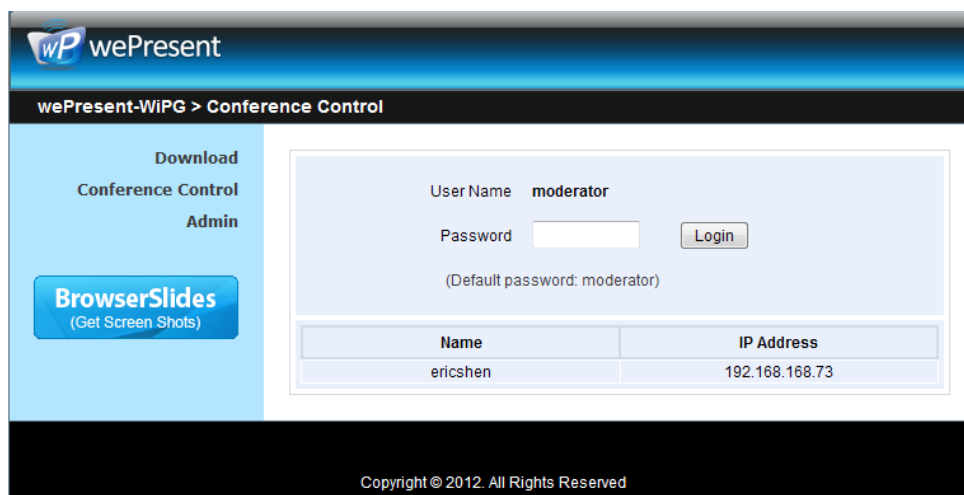 wP wePresent
wePresent-WiPG > Conference Control
Download
Conference Control
Admin
BrowserSlides
(Get Screen Shots)
User Name moderator
Password Login
(Default password: moderator)
Name IP Address
ericshen 192.168.168.73
Copyright © 2012. All Rights Reserved